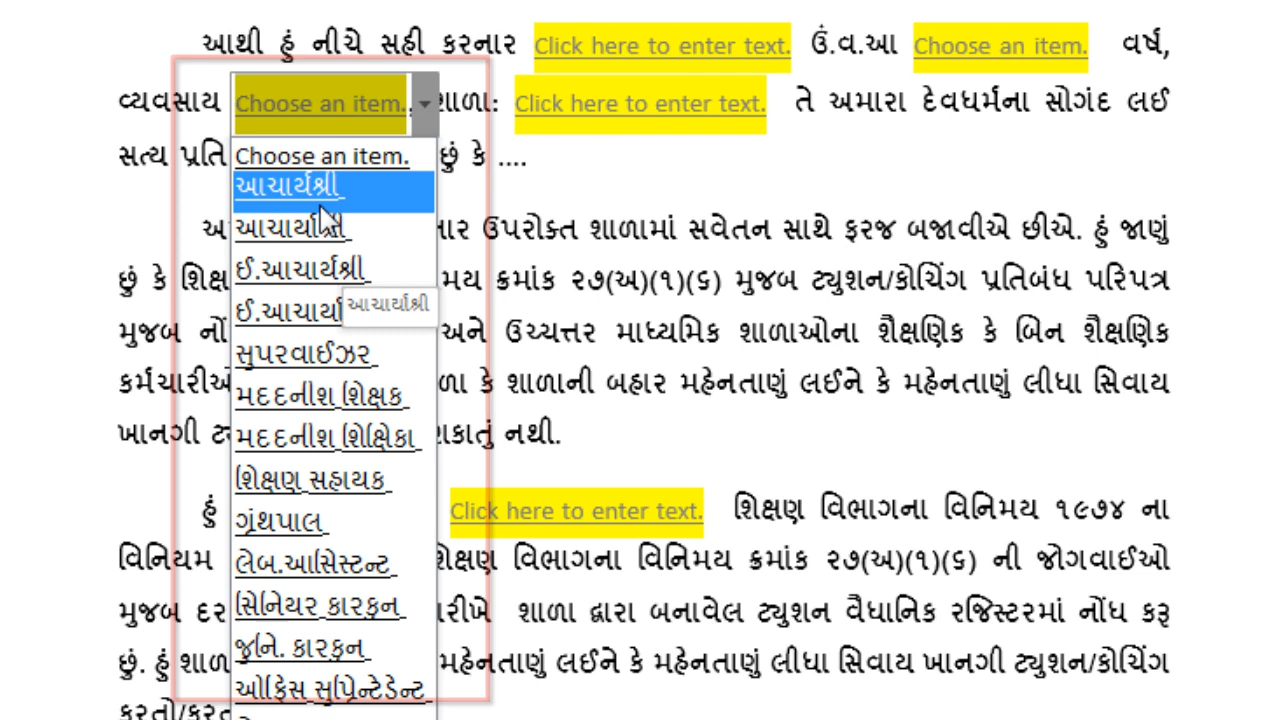 આથી હું નીચે સહી કરનાર Click here to enter text. ઉં.વ.આ Choose an item. વર્ષ,
વ્યવસાય Choose an item., શાળા: Click here to enter text. તે અમારા દેવધર્મના સોગંદ લઈ
સત્ય પ્રતિ છું કે ....
Choose an item.
આચાર્યશ્રી
આચાર્યાશ્રી
ઈ.આચાર્યશ્રી
ઈ.આચાર્યા
આચાર્યાશ્રી
સુપરવાઈઝર
મદદનીશ શિક્ષક
મદદનીશ શિક્ષિકા
શિક્ષણ સહાયક
ગ્રંથપાલ
લેબ.આસિસ્ટન્ટ
સિનિયર કારકુન
જુનિ. કારકુન
ઓફિસ સુપ્રિન્ટેડેન્ટ
ઉપરોક્ત શાળામાં સવેતન સાથે ફરજ બજાવીએ છીએ. હું જાણું
છું કે શિક્ષ મય ક્રમાંક ૨૭(અ)(૧)(૬) મુજબ ટ્યુશન/કોચિંગ પ્રતિબંધ પરિપત્ર
મુજબ નોં અને ઉચ્ચત્તર માધ્યમિક શાળાઓના શૈક્ષણિક કે બિન શૈક્ષણિક
કર્મચારીઓ ળા કે શાળાની બહાર મહેનતાણું લઈને કે મહેનતાણું લીધા સિવાય
ખાનગી ટ્ શકાતું નથી.
હું Click here to enter text. શિક્ષણ વિભાગના વિનિમય ૧૯૭૪ ના
વિનિયમ શિક્ષણ વિભાગના વિનિમય ક્રમાંક ૨૭(અ)(૧)(૬) ની જોગવાઈઓ
મુજબ દર ારીખે શાળા દ્વારા બનાવેલ ટ્યુશન વૈધાનિક રજિસ્ટરમાં નોંધ કરૂ
છું. હું શાળ મહેનતાણું લઈને કે મહેનતાણું લીધા સિવાય ખાનગી ટ્યુશન/કોચિંગ